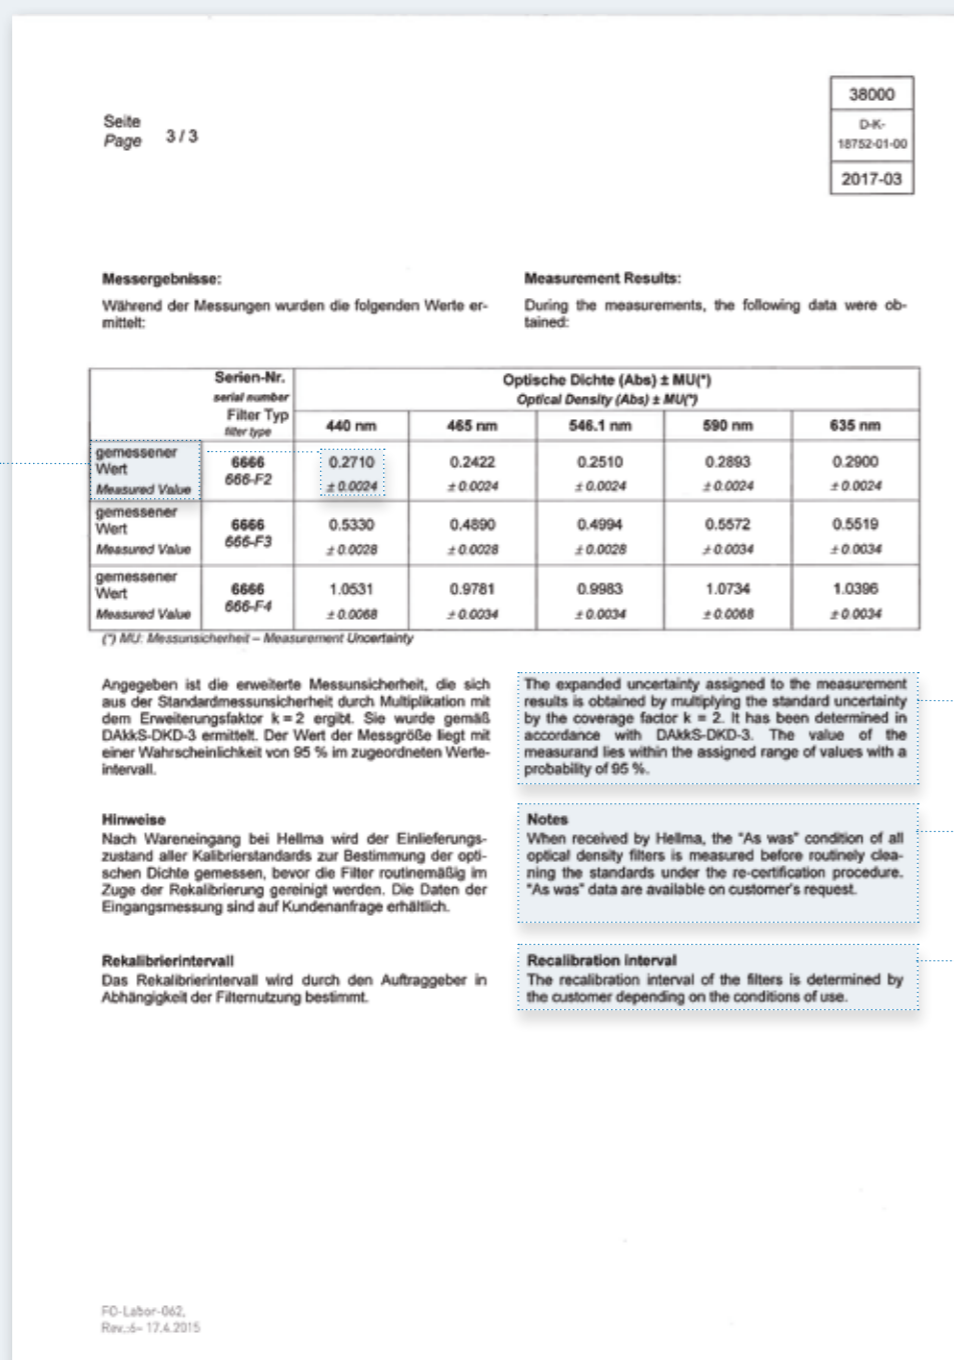 Seite
Page 3 / 3
38000
D-K-
18752-01-00
2017-03
Messergebnisse:
Während der Messungen wurden die folgenden Werte er-
mittelt:
Measurement Results:
During the measurements, the following data were ob-
tained:
Serien-Nr.
serial number
Filter Typ
filter type
Optische Dichte (Abs) ± MU(*)
Optical Density (Abs) ± MU(*)
440 nm 465 nm 546.1 nm 590 nm 635 nm
gemessener
Wert
Measured Value
6666
666-F2
0.2710 0.2422 0.2510 0.2893 0.2900
± 0.0024 ± 0.0024 ± 0.0024 ± 0.0024 ± 0.0024
gemessener
Wert
Measured Value
6666
666-F3
0.5330 0.4890 0.4994 0.5572 0.5519
± 0.0028 ± 0.0028 ± 0.0028 ± 0.0034 ± 0.0034
gemessener
Wert
Measured Value
6666
666-F4
1.0531 0.9781 0.9983 1.0734 1.0396
± 0.0068 ± 0.0034 ± 0.0034 ± 0.0068 ± 0.0034
(*) MU: Messunsicherheit – Measurement Uncertainty
Angegeben ist die erweiterte Messunsicherheit, die sich
aus der Standardmessunsicherheit durch Multiplikation mit
dem Erweiterungsfaktor k = 2 ergibt. Sie wurde gemäß
DAkkS-DKD-3 ermittelt. Der Wert der Messgröße liegt mit
einer Wahrscheinlichkeit von 95 % im zugeordneten Werte-
intervall.
The expanded uncertainty assigned to the measurement
results is obtained by multiplying the standard uncertainty
by the coverage factor k = 2. It has been determined in
accordance with DAkkS-DKD-3. The value of the
measurand lies within the assigned range of values with a
probability of 95 %.
Hinweise
Nach Wareneingang bei Hellma wird der Einlieferungs-
zustand aller Kalibrierstandards zur Bestimmung der opti-
schen Dichte gemessen, bevor die Filter routinemäßig im
Zuge der Rekalibrierung gereinigt werden. Die Daten der
Eingangsmessung sind auf Kundenanfrage erhältlich.
Notes
When received by Hellma, the "As was" condition of all
optical density filters is measured before routinely clea-
ning the standards under the re-certification procedure.
"As was" data are available on customer's request.
Rekalibrierintervall
Das Rekalibrierintervall wird durch den Auftraggeber in
Abhängigkeit der Filternutzung bestimmt.
Recalibration interval
The recalibration interval of the filters is determined by
the customer depending on the conditions of use.
FO-Labor-062,
Rev.:6– 17.4.2015